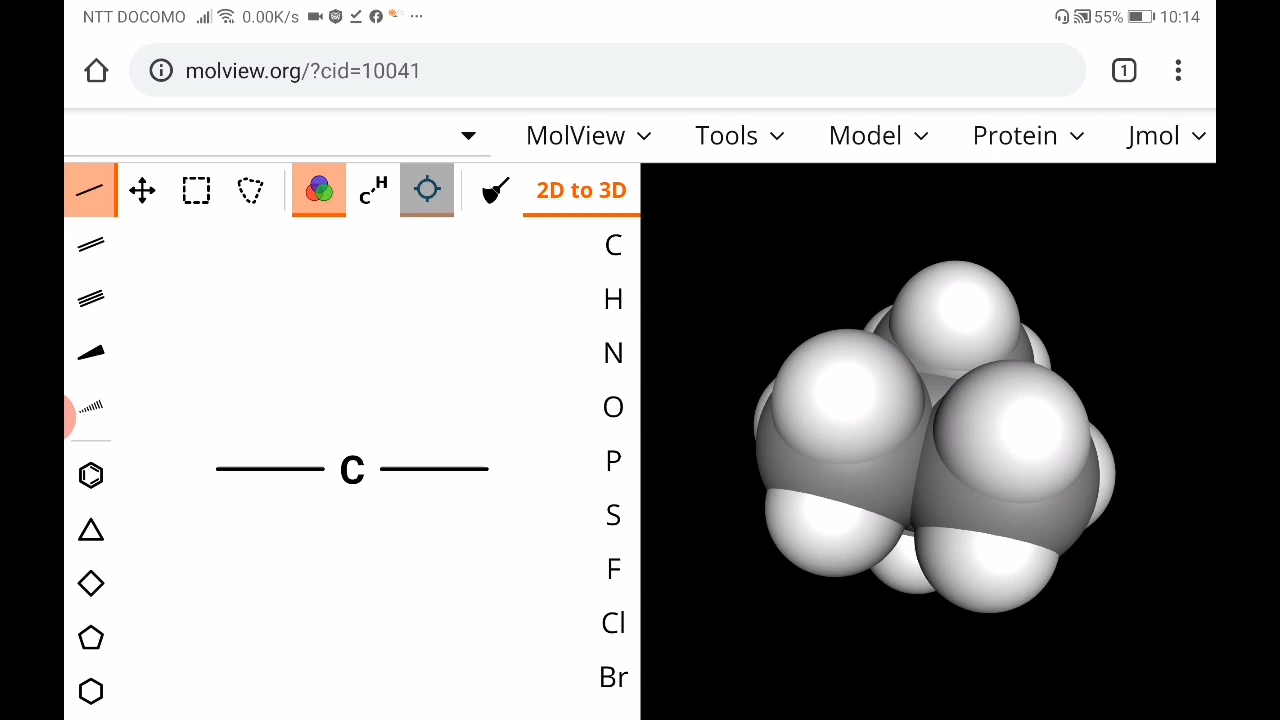 NTT DOCOMO 0.00K/s ... 55% 10:14
molview.org/?cid=10041 1
MolView Tools Model Protein Jmol
C H 2D to 3D
C
H
N
O
P
C
S
F
Cl
Br